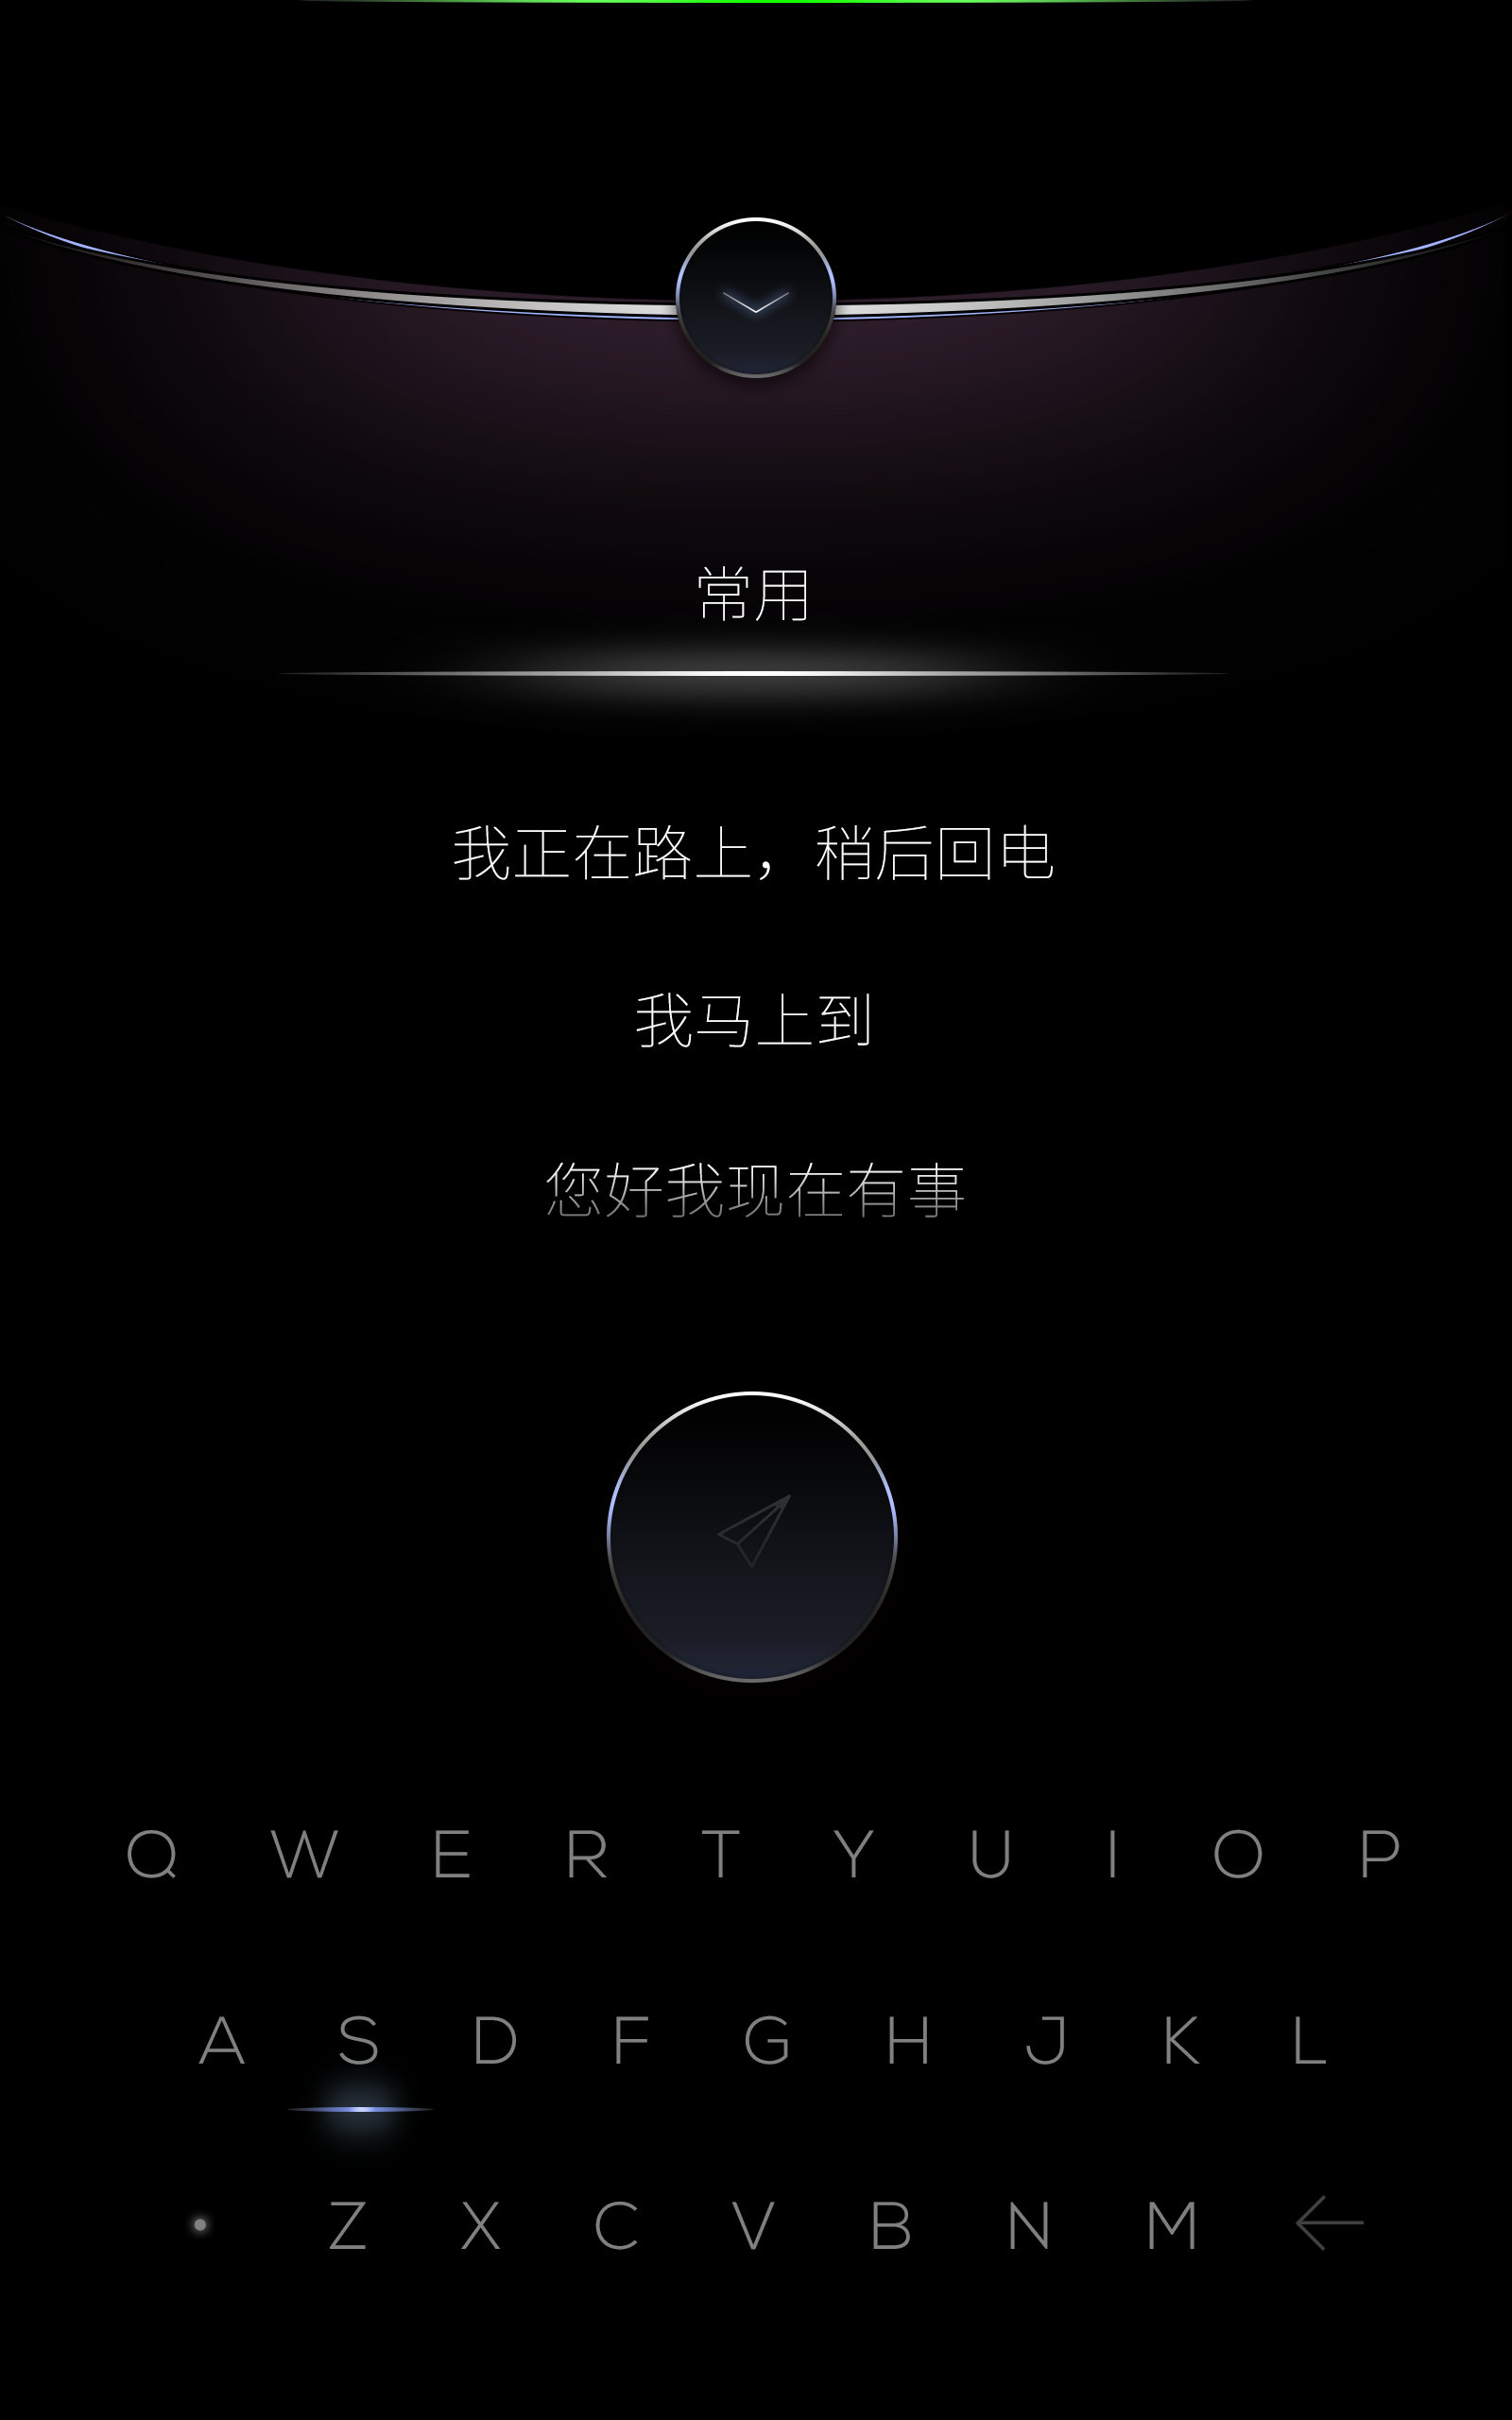 常用
我正在路上，稍后回电
我马上到
您好我现在有事
Q W E R T Y U I O P
A S D F G H J K L
Z X C V B N M